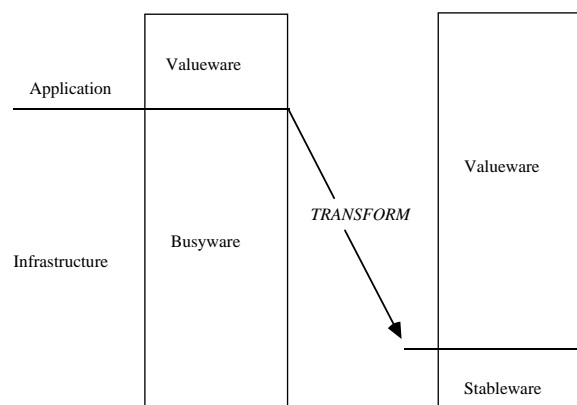 Valueware
Application
Valueware
TRANSFORM
Busyware
Infrastructure
Stableware